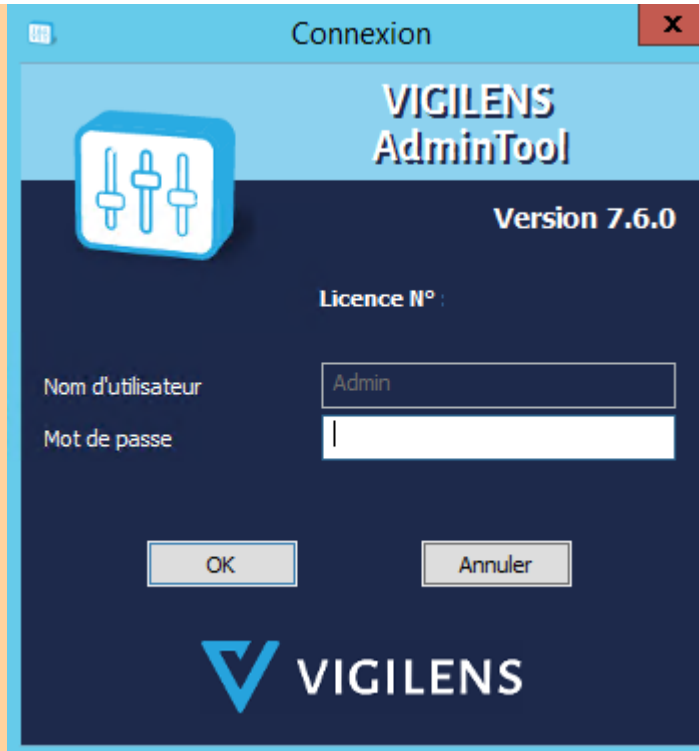 Connexion
x
VIGILENS
AdminTool
Version 7.6.0
Licence N° :
Nom d'utilisateur
Admin
Mot de passe
OK
Annuler
VIGILENS